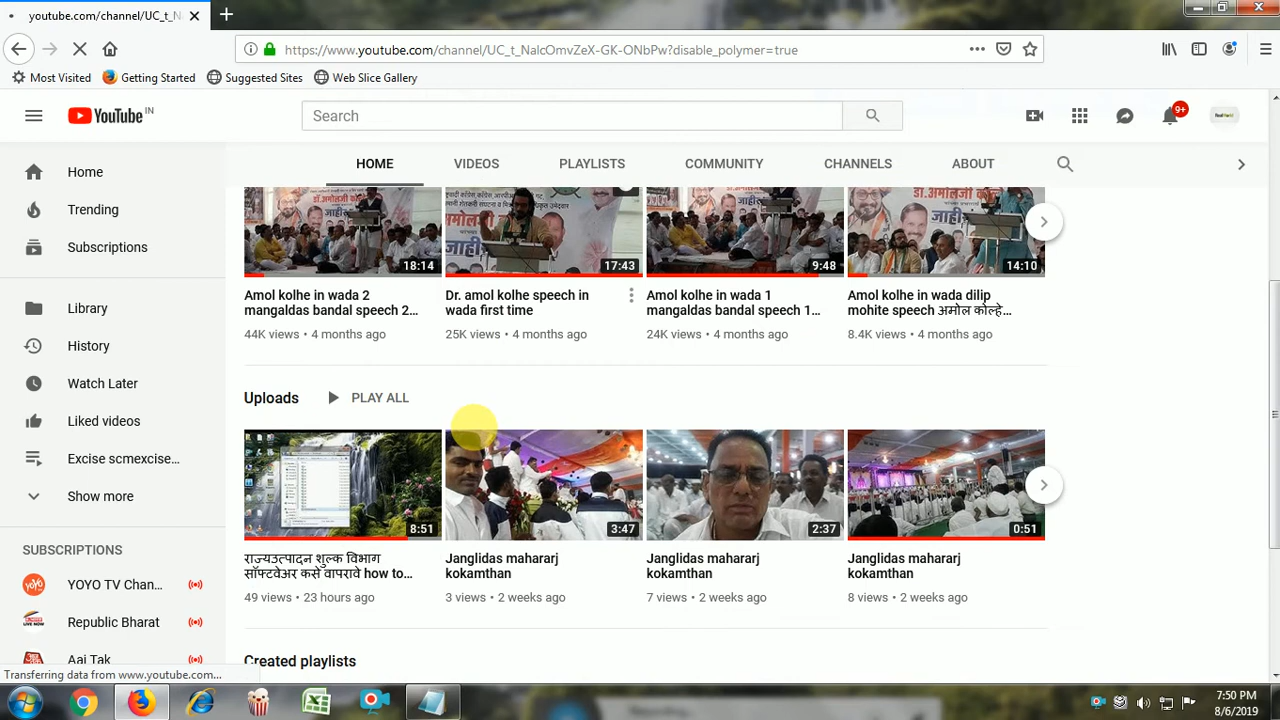 youtube.com/channel/UC_t_N
https://www.youtube.com/channel/UC_t_NalcOmvZeX-GK-ONbPw?disable_polymer=true
Most Visited Getting Started Suggested Sites Web Slice Gallery
YouTube IN
Search
9+
HOME VIDEOS PLAYLISTS COMMUNITY CHANNELS ABOUT
Home
Trending
Subscriptions
Library
History
Watch Later
Liked videos
Excise scmexcise...
Show more
SUBSCRIPTIONS
YOYO TV Chan...
Republic Bharat
Aaj Tak
डॉ.अमोलजी कोल्हे
जाही
18:14 17:43 9:48 14:10
Amol kolhe in wada 2
mangaldas bandal speech 2...
44K views • 4 months ago
Dr. amol kolhe speech in
wada first time
25K views • 4 months ago
Amol kolhe in wada 1
mangaldas bandal speech 1...
24K views • 4 months ago
Amol kolhe in wada dilip
mohite speech अमोल कोल्हे...
8.4K views • 4 months ago
Uploads PLAY ALL
8:51 3:47 2:37 0:51
राज्यउत्पादन शुल्क विभाग
सॉफ्टवेअर कसे वापरावे how to...
49 views • 23 hours ago
Janglidas mahararj
kokamthan
3 views • 2 weeks ago
Janglidas mahararj
kokamthan
7 views • 2 weeks ago
Janglidas mahararj
kokamthan
8 views • 2 weeks ago
Created playlists
Transferring data from www.youtube.com...
7:50 PM
8/6/2019